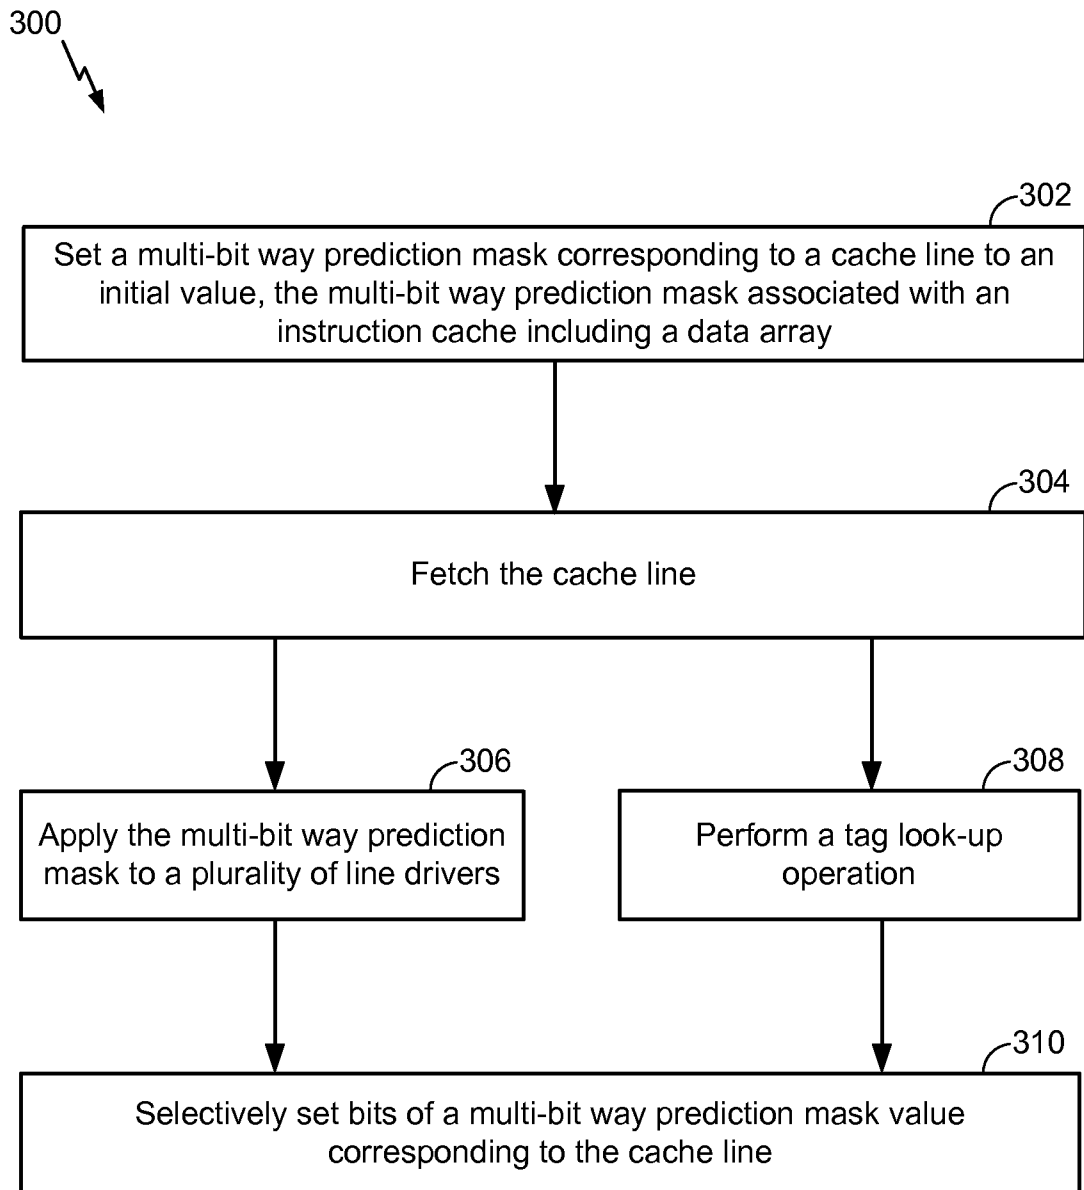 300
302
Set a multi-bit way prediction mask corresponding to a cache line to an
initial value, the multi-bit way prediction mask associated with an
instruction cache including a data array
304
Fetch the cache line
306
Apply the multi-bit way prediction
mask to a plurality of line drivers
308
Perform a tag look-up
operation
310
Selectively set bits of a multi-bit way prediction mask value
corresponding to the cache line